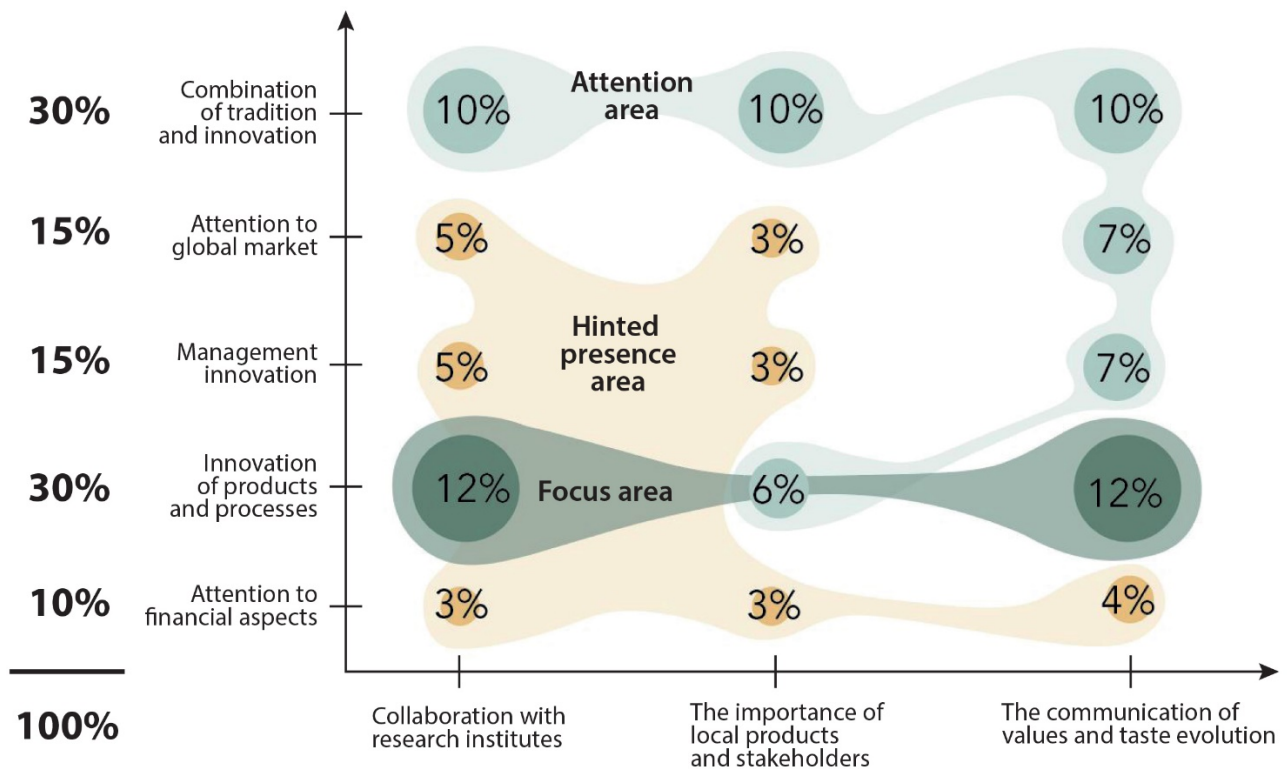 30%
Combination
of tradition
and innovation
10%
Attention
area
10%
10%
15%
Attention to
global market
5%
3%
7%
Hinted
presence
area
15%
Management
innovation
5%
3%
7%
30%
Innovation
of products
and processes
12%
Focus area
6%
12%
10%
Attention to
financial aspects
3%
3%
4%
100%
Collaboration with
research institutes
The importance of
local products
and stakeholders
The communication of
values and taste evolution